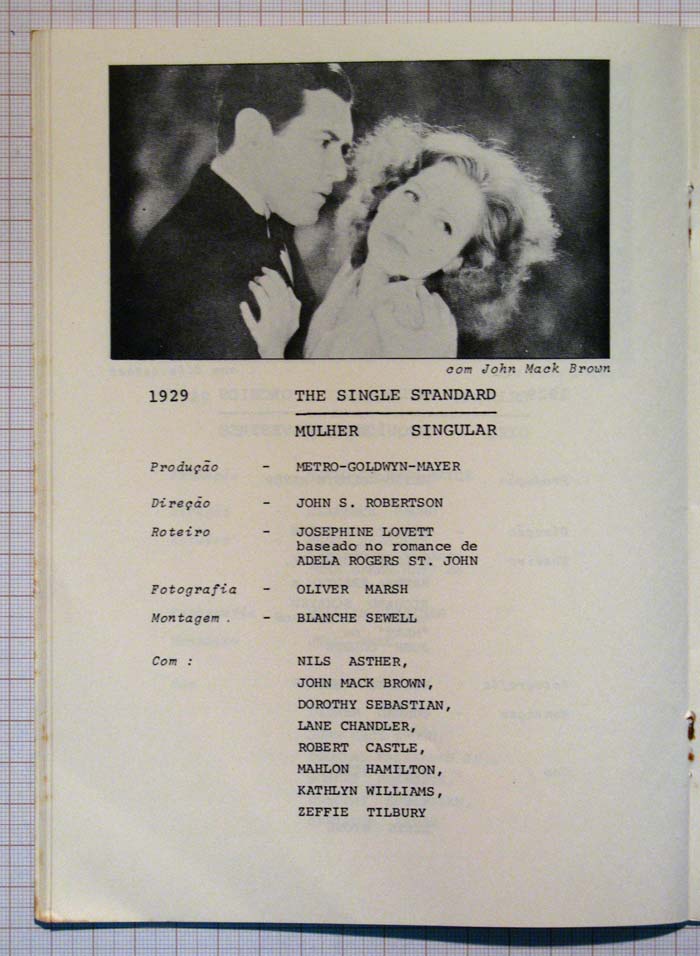 com John Mack Brown
1929 THE SINGLE STANDARD
MULHER SINGULAR
Produção - METRO-GOLDWYN-MAYER
Direção - JOHN S. ROBERTSON
Roteiro - JOSEPHINE LOVETT
baseado no romance de
ADELA ROGERS ST. JOHN
Fotografia - OLIVER MARSH
Montagem . - BLANCHE SEWELL
Com : NILS ASTHER,
JOHN MACK BROWN,
DOROTHY SEBASTIAN,
LANE CHANDLER,
ROBERT CASTLE,
MAHLON HAMILTON,
KATHLYN WILLIAMS,
ZEFFIE TILBURY